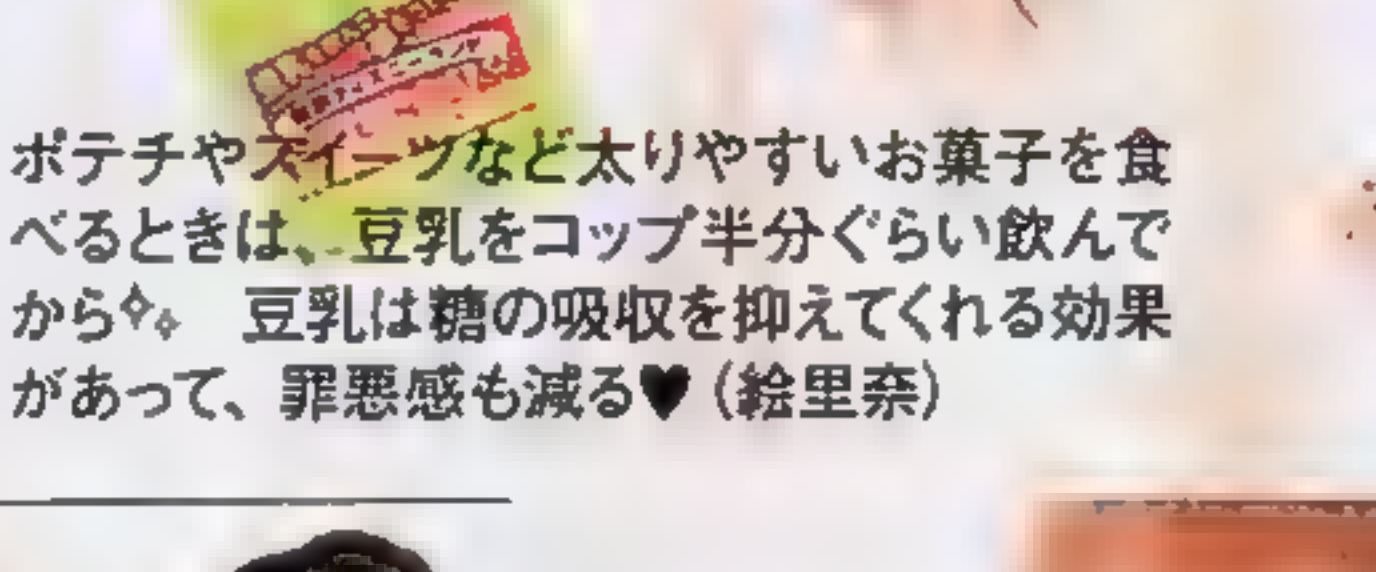 ポテチやスイーツなど太りやすいお菓子を食
べるときは、豆乳をコップ半分ぐらい飲んで
から✧｡ 豆乳は糖の吸収を抑えてくれる効果
があって、罪悪感も減る♥（絵里奈）